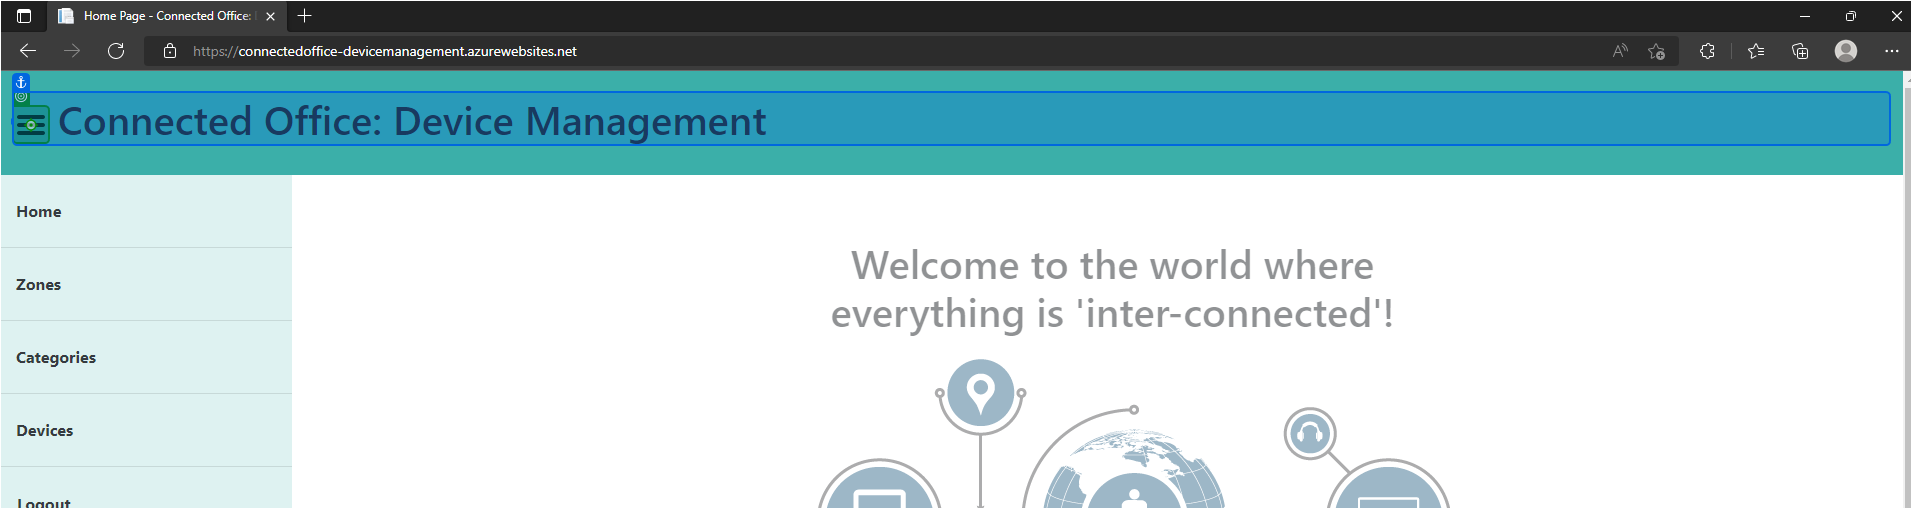 Home Page - Connected Office:
https://connectedoffice-devicemanagement.azurewebsites.net
Connected Office: Device Management
Home
Zones
Categories
Devices
Logout
Welcome to the world where
everything is 'inter-connected'!